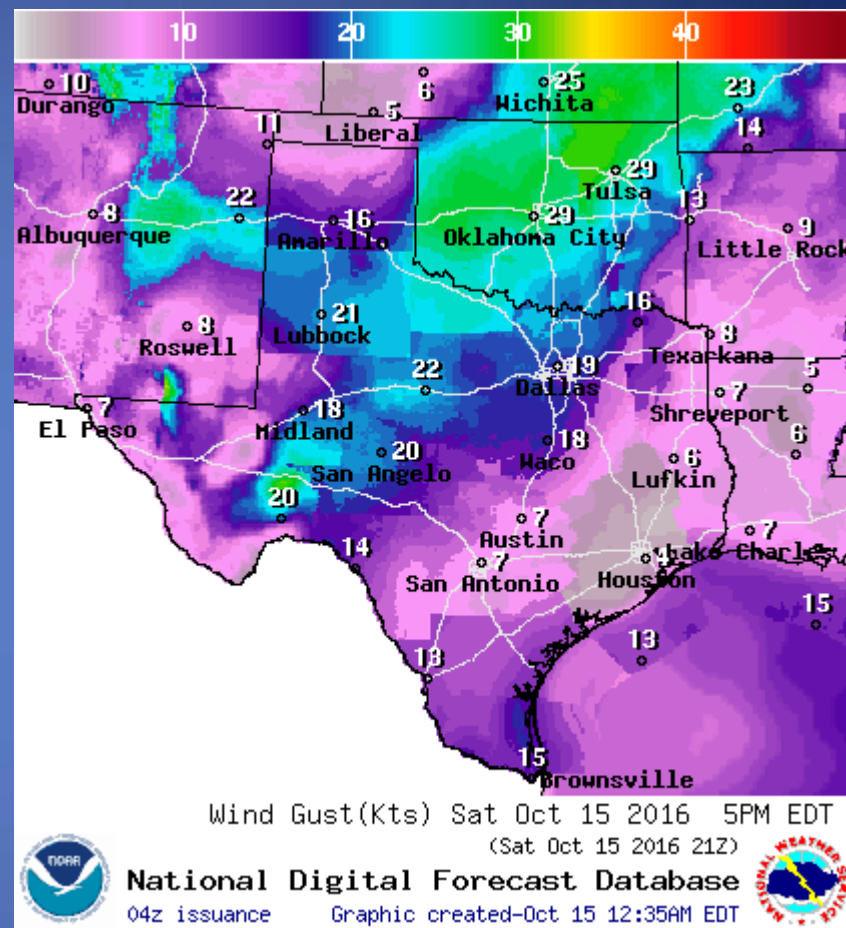 10 20 30 40
10 6 25 23
Durango Wichita
5
Liberal
11 14
29
Tulsa
8 22 16 29 13 9
Albuquerque Amarillo Oklahoma City Little Rock
21 16
8 Lubbock 8
Roswell Texarkana
22 19 5
Dallas 7
7 18 Shreveport
El Paso Midland
20 18 6 6
San Angelo Waco Lufkin
20 7 7
Austin
14 7 Lake Charles
San Antonio Houston
15
13
13
15
Brownsville
Wind Gust(Kts) Sat Oct 15 2016 5PM EDT
(Sat Oct 15 2016 21Z)
National Digital Forecast Database
04z issuance Graphic created-Oct 15 12:35AM EDT
NOAA
NATIONAL WEATHER SERVICE